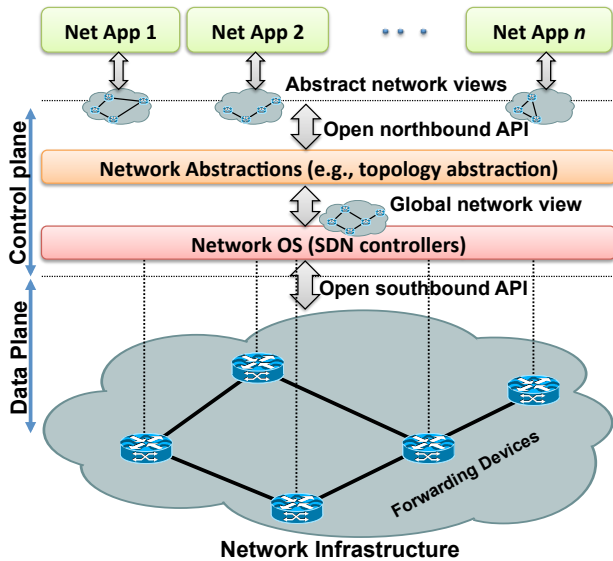 Net App 1
Net App 2
Net App n
Abstract network views
Open northbound API
Network Abstractions (e.g., topology abstraction)
Global network view
Network OS (SDN controllers)
Open southbound API
Control plane
Data Plane
Forwarding Devices
Network Infrastructure